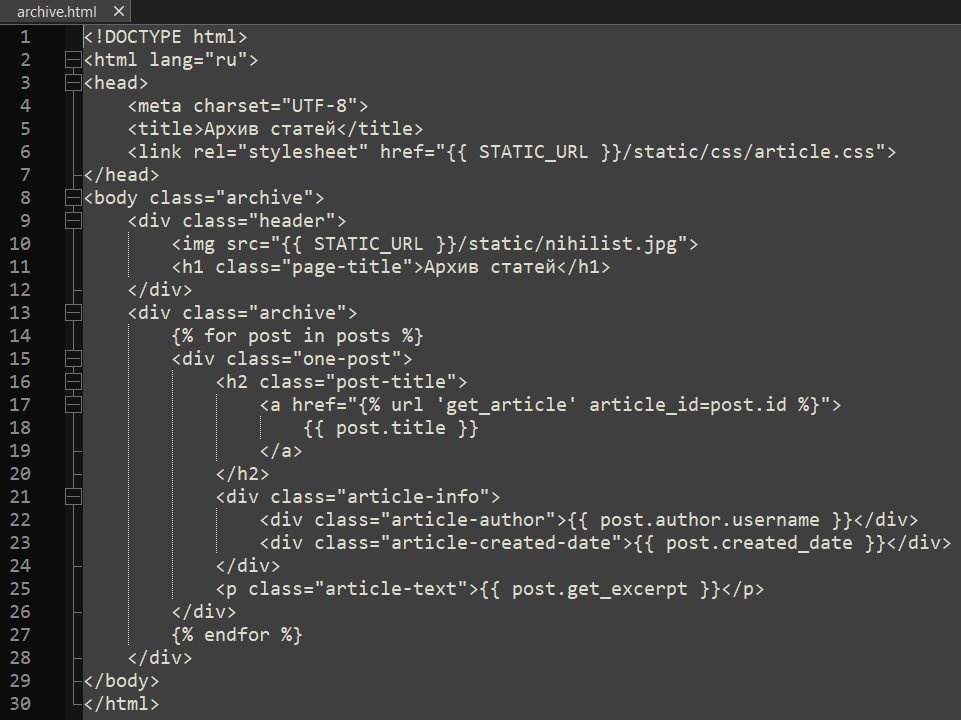 archive.html
1 <!DOCTYPE html>
2 <html lang="ru">
3 <head>
4     <meta charset="UTF-8">
5     <title>Архив статей</title>
6     <link rel="stylesheet" href="{{ STATIC_URL }}/static/css/article.css">
7 </head>
8 <body class="archive">
9     <div class="header">
10         <img src="{{ STATIC_URL }}/static/nihilist.jpg">
11         <h1 class="page-title">Архив статей</h1>
12     </div>
13     <div class="archive">
14         {% for post in posts %}
15         <div class="one-post">
16             <h2 class="post-title">
17                 <a href="{% url 'get_article' article_id=post.id %}">
18                     {{ post.title }}
19                 </a>
20             </h2>
21             <div class="article-info">
22                 <div class="article-author">{{ post.author.username }}</div>
23                 <div class="article-created-date">{{ post.created_date }}</div>
24             </div>
25             <p class="article-text">{{ post.get_excerpt }}</p>
26         </div>
27         {% endfor %}
28     </div>
29 </body>
30 </html>